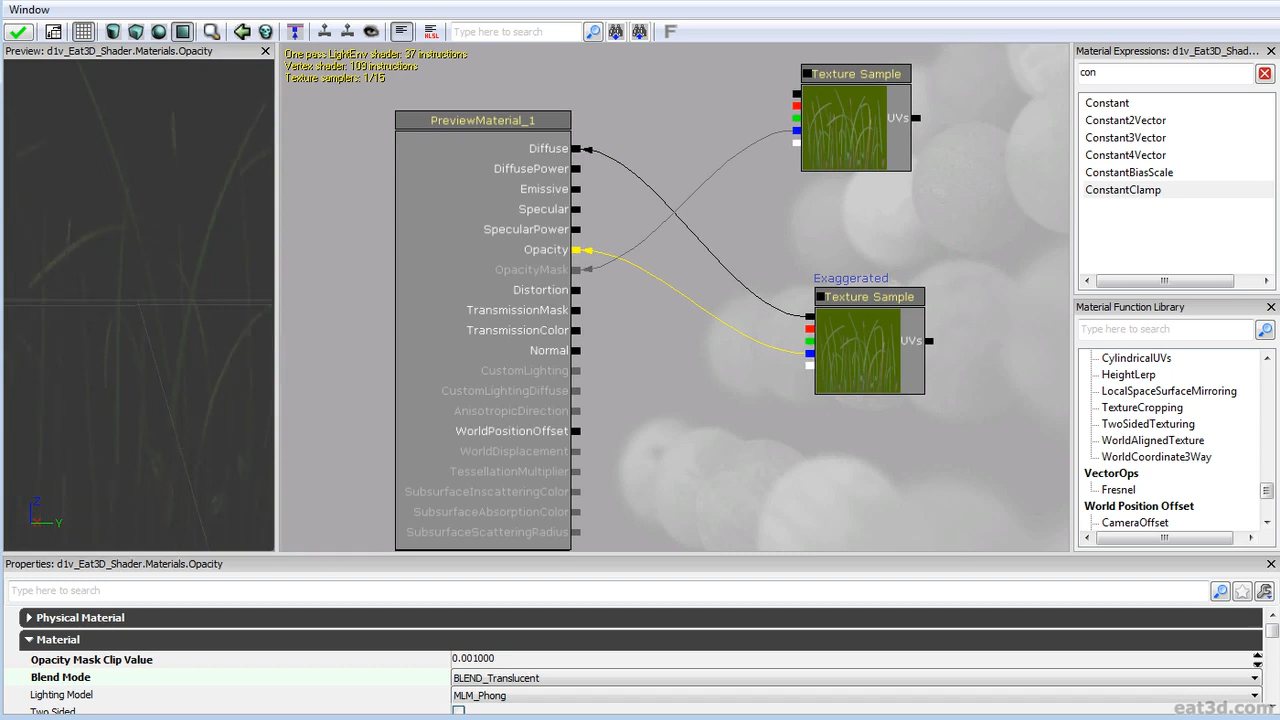 Window
Type here to search
F
Preview: d1v_Eat3D_Shader.Materials.Opacity
One pass LightEnv shader: 37 instructions
Vertex shader: 109 instructions
Texture samplers: 1/15
PreviewMaterial_1
Diffuse
DiffusePower
Emissive
Specular
SpecularPower
Opacity
OpacityMask
Distortion
TransmissionMask
TransmissionColor
Normal
CustomLighting
CustomLightingDiffuse
AnisotropicDirection
WorldPositionOffset
WorldDisplacement
TessellationMultiplier
SubsurfaceInscatteringColor
SubsurfaceAbsorptionColor
SubsurfaceScatteringRadius
Texture Sample
UVs
Exaggerated
Texture Sample
UVs
Z
X
Y
Material Expressions: d1v_Eat3D_Shad...
con
Constant
Constant2Vector
Constant3Vector
Constant4Vector
ConstantBiasScale
ConstantClamp
Material Function Library
Type here to search
CylindricalUVs
HeightLerp
LocalSpaceSurfaceMirroring
TextureCropping
TwoSidedTexturing
WorldAlignedTexture
WorldCoordinate3Way
VectorOps
Fresnel
World Position Offset
CameraOffset
Properties: d1v_Eat3D_Shader.Materials.Opacity
Type here to search
Physical Material
Material
Opacity Mask Clip Value 0.001000
Blend Mode BLEND_Translucent
Lighting Model MLM_Phong
Two Sided
eat3d.com